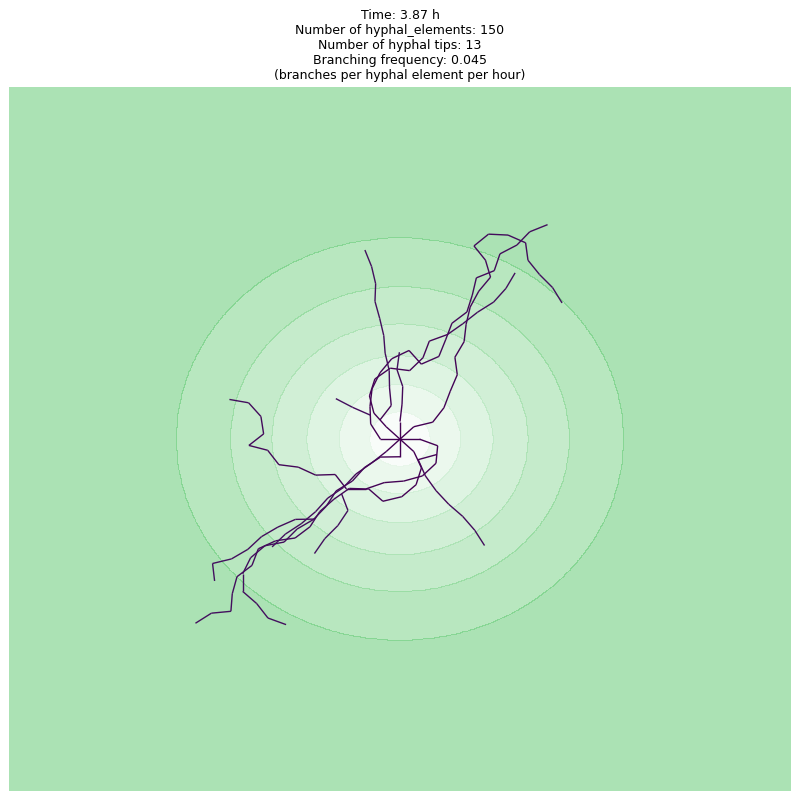 Time: 3.87 h
Number of hyphal_elements: 150
Number of hyphal tips: 13
Branching frequency: 0.045
(branches per hyphal element per hour)